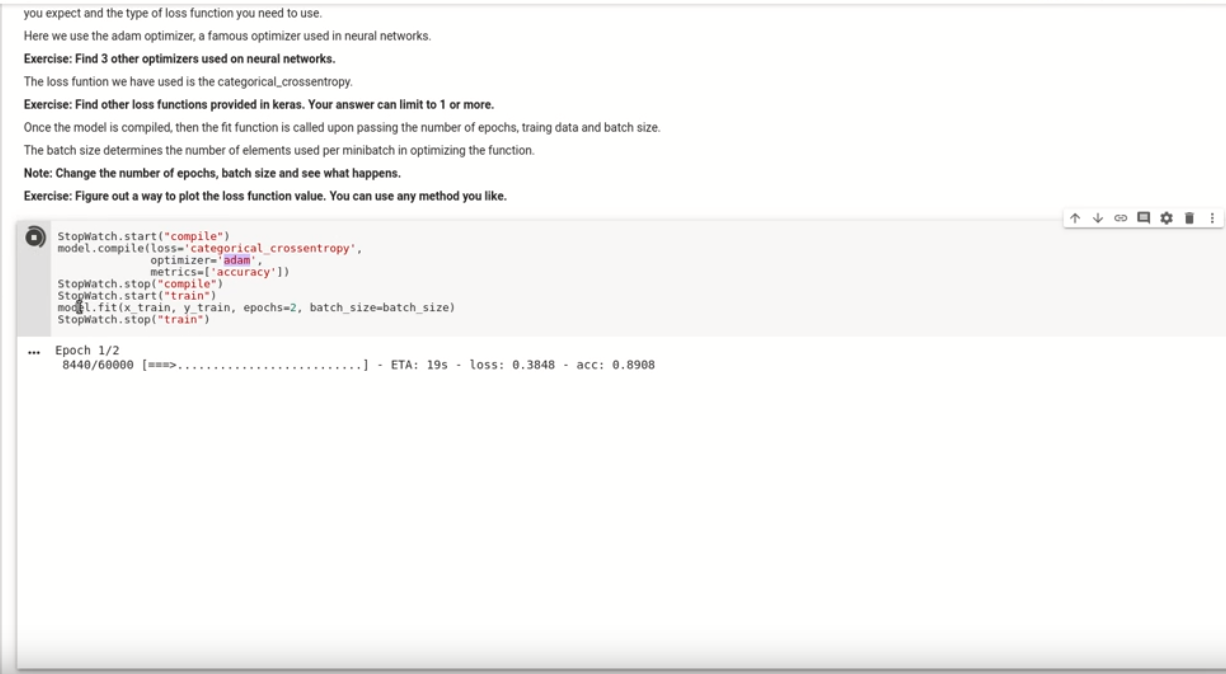 you expect and the type of loss function you need to use.
Here we use the adam optimizer, a famous optimizer used in neural networks.
Exercise: Find 3 other optimizers used on neural networks.
The loss funtion we have used is the categorical_crossentropy.
Exercise: Find other loss functions provided in keras. Your answer can limit to 1 or more.
Once the model is compiled, then the fit function is called upon passing the number of epochs, traing data and batch size.
The batch size determines the number of elements used per minibatch in optimizing the function.
Note: Change the number of epochs, batch size and see what happens.
Exercise: Figure out a way to plot the loss function value. You can use any method you like.
StopWatch.start("compile")
model.compile(loss='categorical_crossentropy',
optimizer='adam',
metrics=['accuracy'])
StopWatch.stop("compile")
StopWatch.start("train")
model.fit(x_train, y_train, epochs=2, batch_size=batch_size)
StopWatch.stop("train")
Epoch 1/2
8440/60000 [===>..........................] - ETA: 19s - loss: 0.3848 - acc: 0.8908